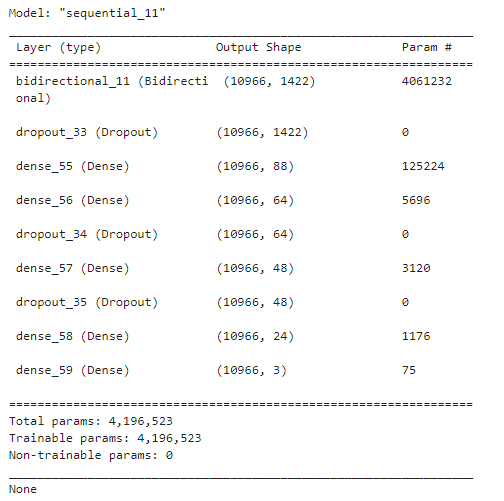 Model: "sequential_11"
Layer (type) Output Shape Param #
=================================================================
bidirectional_11 (Bidirecti (10966, 1422) 4061232
onal)
dropout_33 (Dropout) (10966, 1422) 0
dense_55 (Dense) (10966, 88) 125224
dense_56 (Dense) (10966, 64) 5696
dropout_34 (Dropout) (10966, 64) 0
dense_57 (Dense) (10966, 48) 3120
dropout_35 (Dropout) (10966, 48) 0
dense_58 (Dense) (10966, 24) 1176
dense_59 (Dense) (10966, 3) 75
=================================================================
Total params: 4,196,523
Trainable params: 4,196,523
Non-trainable params: 0
_________________________________________________________________
None